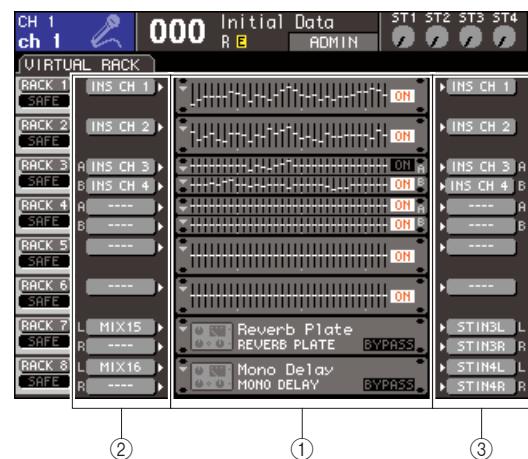 CH 1
ch 1
000
Initial Data
R E
ADMIN
ST1 ST2 ST3 ST4
VIRTUAL RACK
RACK 1 INS CH 1 ON INS CH 1
SAFE
RACK 2 INS CH 2 ON INS CH 2
SAFE
RACK 3 A INS CH 3 ON A INS CH 3 A
SAFE B INS CH 4 ON B INS CH 4 B
RACK 4 A ---- ON A ---- A
SAFE B ---- ON B ---- B
RACK 5 ---- ON ----
SAFE
RACK 6 ---- ON ----
SAFE
RACK 7 L MIX15 Reverb Plate STIN3L L
SAFE R ---- REVERB PLATE BYPASS STIN3R R
RACK 8 L MIX16 Mono Delay STIN4L L
SAFE R ---- MONO DELAY BYPASS STIN4R R
② ① ③